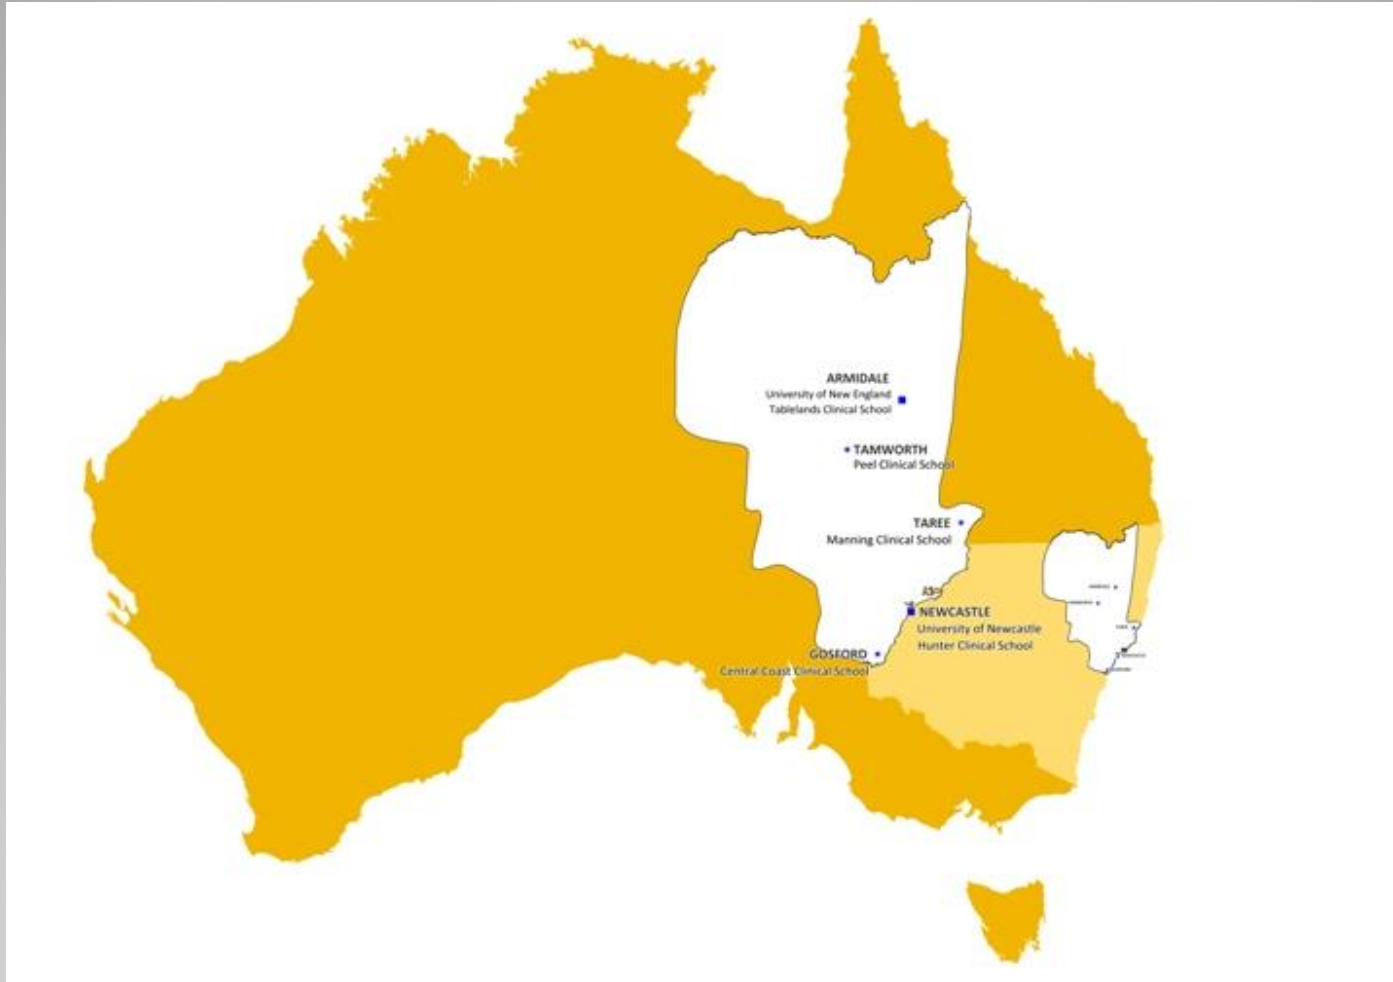 ARMIDALE
University of New England
Tablelands Clinical School
TAMWORTH
Peel Clinical School
TAREE
Manning Clinical School
NEWCASTLE
University of Newcastle
Hunter Clinical School
GOSFORD
Central Coast Clinical School